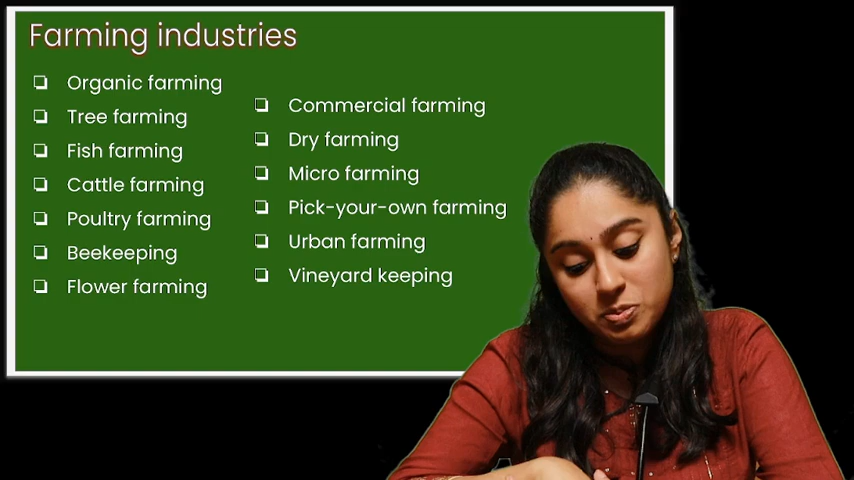 Farming industries
❑ Organic farming
❑ Tree farming
❑ Fish farming
❑ Cattle farming
❑ Poultry farming
❑ Beekeeping
❑ Flower farming
❑ Commercial farming
❑ Dry farming
❑ Micro farming
❑ Pick-your-own farming
❑ Urban farming
❑ Vineyard keeping